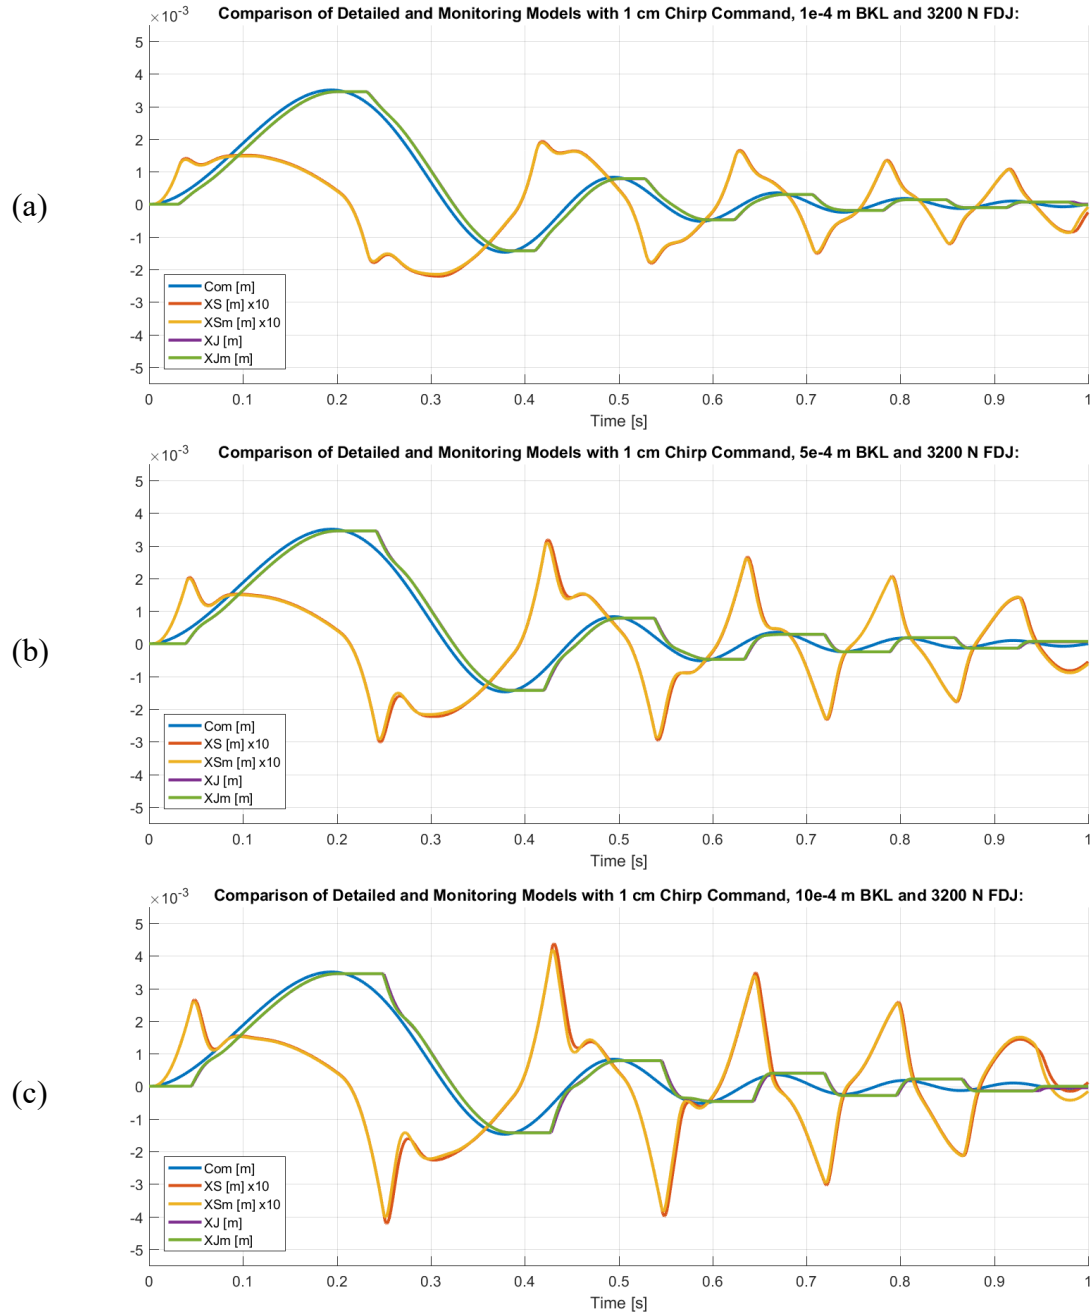 Comparison of Detailed and Monitoring Models with 1 cm Chirp Command, 1e-4 m BKL and 3200 N FDJ:
×10⁻³
5
4
3
2
1
(a)
0
-1
-2
-3
-4
-5
Com [m]
XS [m] x10
XSm [m] x10
XJ [m]
XJm [m]
0 0.1 0.2 0.3 0.4 0.5 0.6 0.7 0.8 0.9 1
Time [s]
Comparison of Detailed and Monitoring Models with 1 cm Chirp Command, 5e-4 m BKL and 3200 N FDJ:
×10⁻³
5
4
3
2
1
(b)
0
-1
-2
-3
-4
-5
Com [m]
XS [m] x10
XSm [m] x10
XJ [m]
XJm [m]
0 0.1 0.2 0.3 0.4 0.5 0.6 0.7 0.8 0.9 1
Time [s]
Comparison of Detailed and Monitoring Models with 1 cm Chirp Command, 10e-4 m BKL and 3200 N FDJ:
×10⁻³
5
4
3
2
1
(c)
0
-1
-2
-3
-4
-5
Com [m]
XS [m] x10
XSm [m] x10
XJ [m]
XJm [m]
0 0.1 0.2 0.3 0.4 0.5 0.6 0.7 0.8 0.9 1
Time [s]